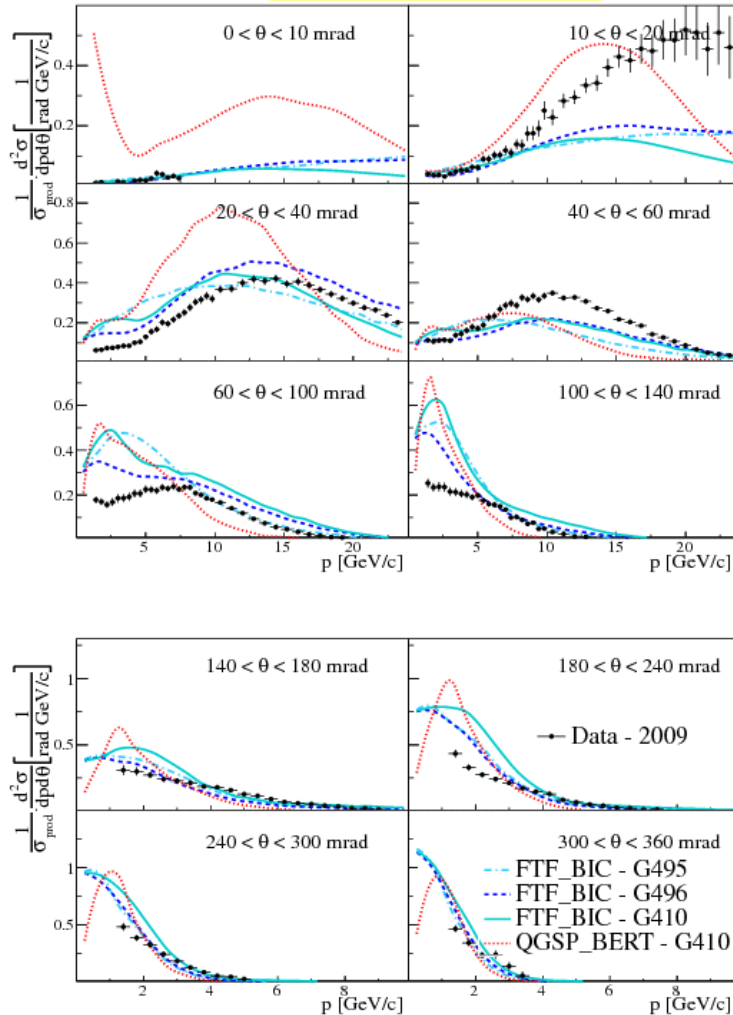 0 < θ < 10 mrad
10 < θ < 20 mrad
1/σprod · d²σ/dpdθ [1/rad GeV/c]
0.4
0.2
20 < θ < 40 mrad
40 < θ < 60 mrad
0.8
0.6
0.4
0.2
60 < θ < 100 mrad
100 < θ < 140 mrad
0.6
0.4
0.2
5 10 15 20
5 10 15 20
p [GeV/c]
p [GeV/c]
140 < θ < 180 mrad
180 < θ < 240 mrad
1/σprod · d²σ/dpdθ [1/rad GeV/c]
1
0.5
Data - 2009
240 < θ < 300 mrad
300 < θ < 360 mrad
1
0.5
FTF_BIC - G495
FTF_BIC - G496
FTF_BIC - G410
QGSP_BERT - G410
2 4 6 8
2 4 6 8
p [GeV/c]
p [GeV/c]